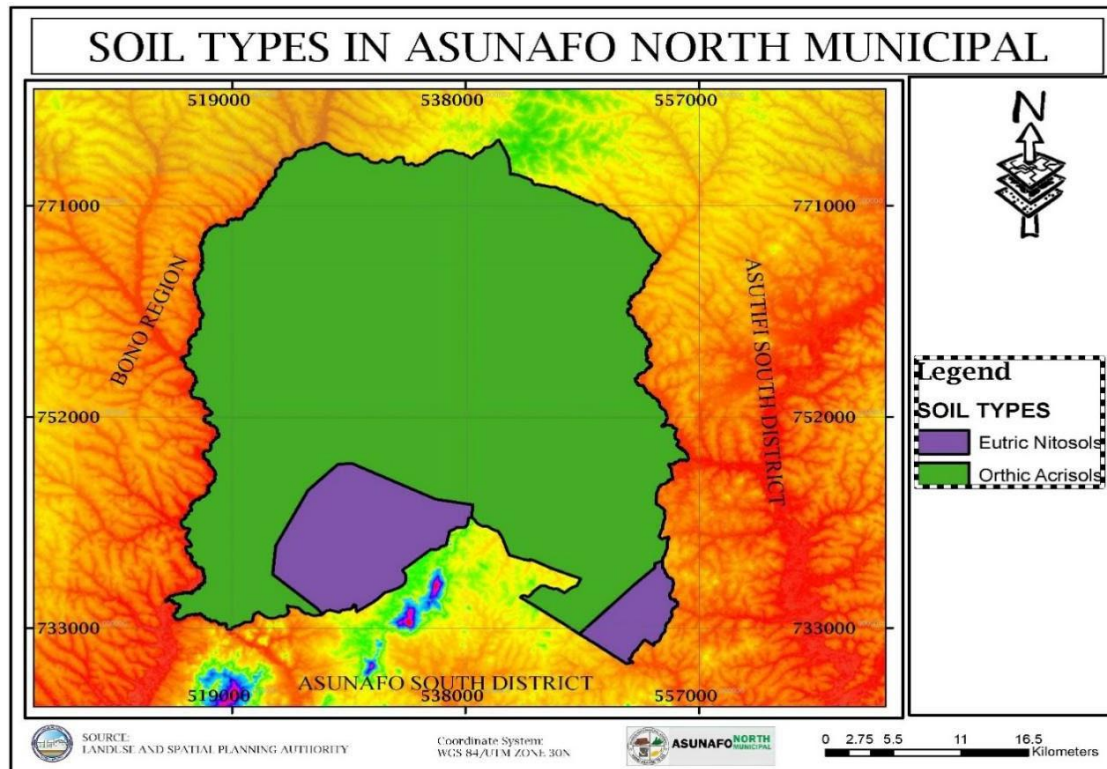 SOIL TYPES IN ASUNAFO NORTH MUNICIPAL
519000 538000 557000
N
771000 771000
BONO REGION
ASUTIFI SOUTH DISTRICT
752000 752000
Legend
SOIL TYPES
Eutric Nitosols
Orthic Acrisols
733000 733000
ASUNAFO SOUTH DISTRICT
519000 538000 557000
SOURCE:
LANDUSE AND SPATIAL PLANNING AUTHORITY
Coordinate System:
WGS 84/UTM ZONE 30N
ASUNAFO NORTH
MUNICIPAL
0 2.75 5.5 11 16.5
Kilometers